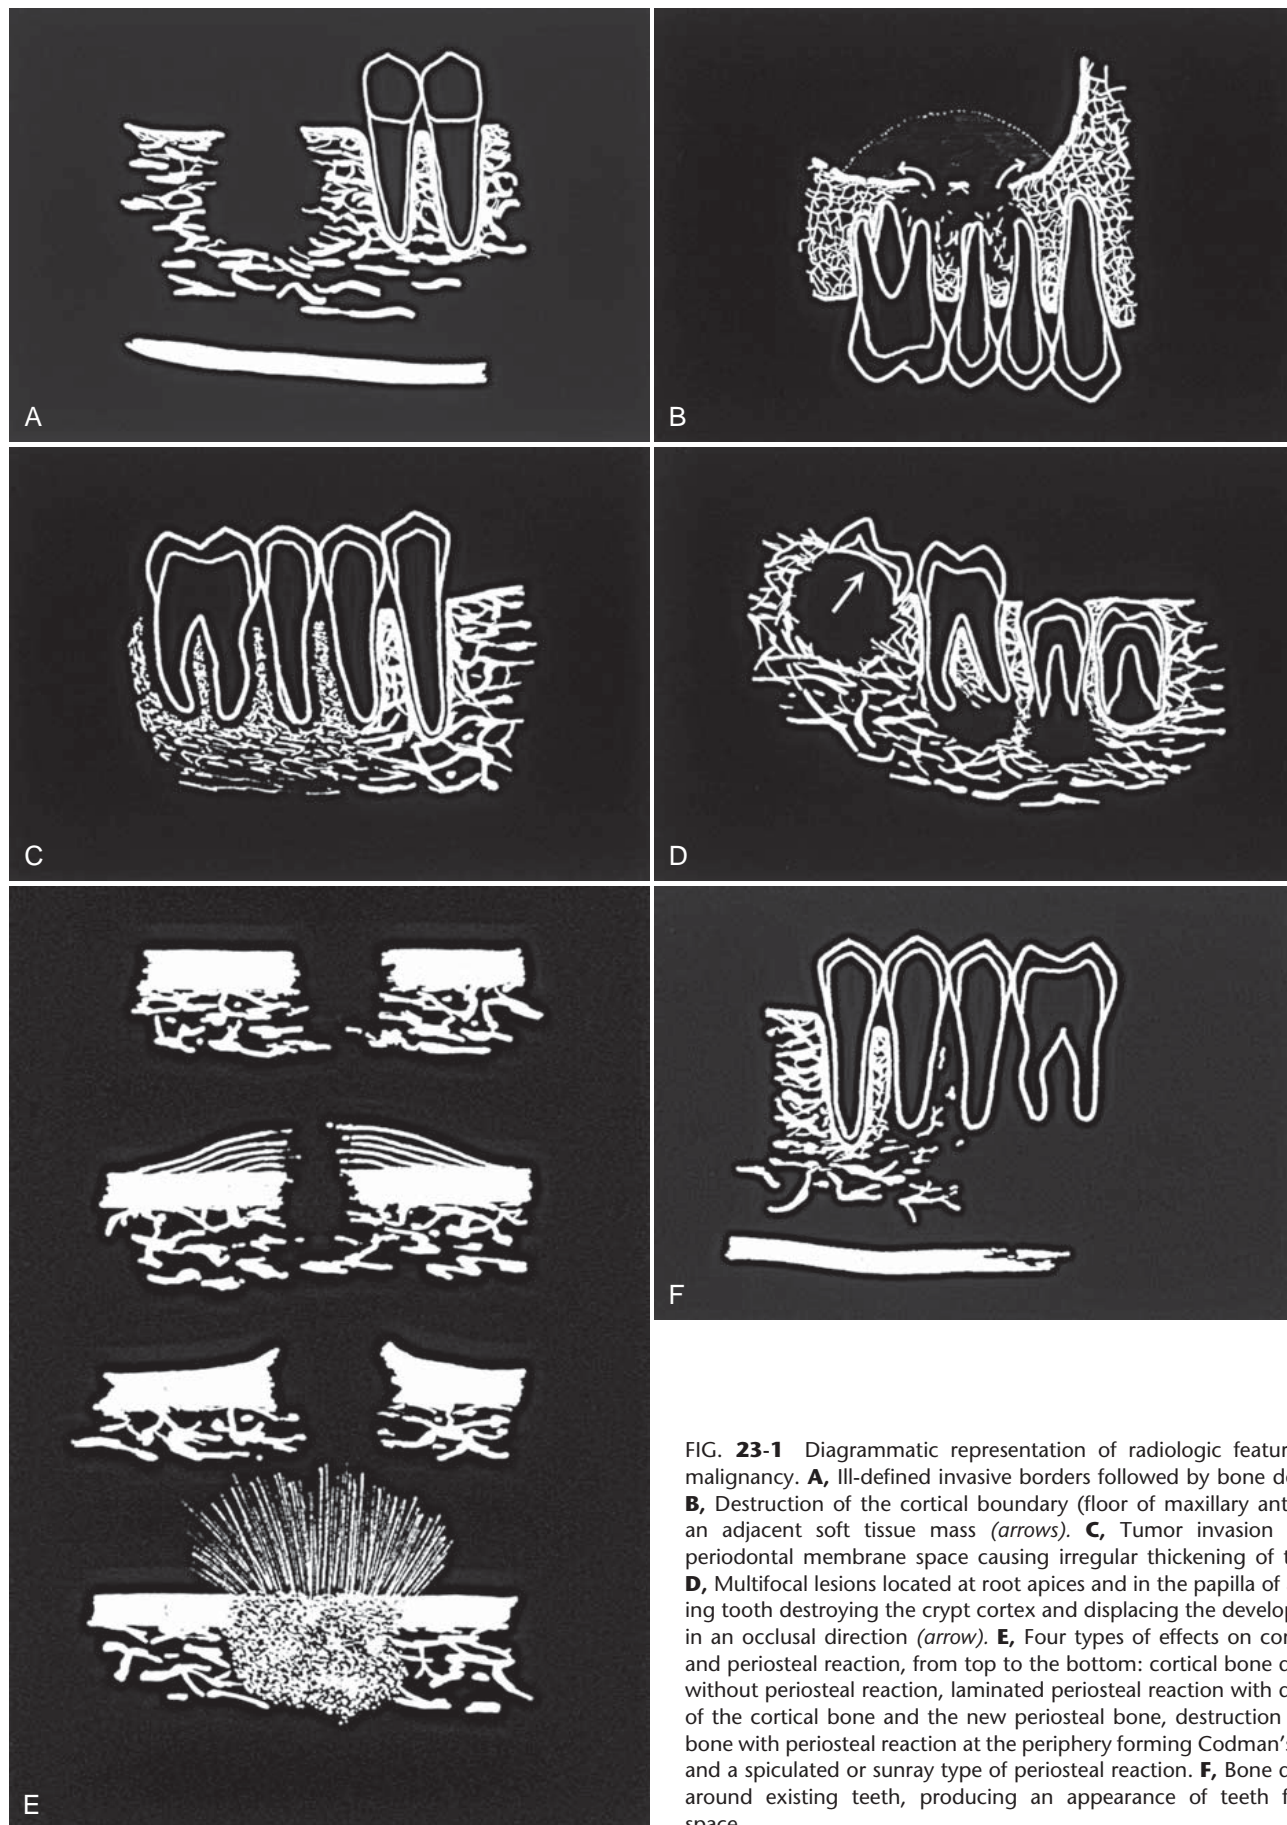 A
B
C
D
E
F
FIG. 23-1 Diagrammatic representation of radiologic featur
malignancy. A, Ill-defined invasive borders followed by bone de
B, Destruction of the cortical boundary (floor of maxillary ant
an adjacent soft tissue mass (arrows). C, Tumor invasion
periodontal membrane space causing irregular thickening of t
D, Multifocal lesions located at root apices and in the papilla of
ing tooth destroying the crypt cortex and displacing the develop
in an occlusal direction (arrow). E, Four types of effects on cor
and periosteal reaction, from top to the bottom: cortical bone d
without periosteal reaction, laminated periosteal reaction with d
of the cortical bone and the new periosteal bone, destruction
bone with periosteal reaction at the periphery forming Codman's
and a spiculated or sunray type of periosteal reaction. F, Bone d
around existing teeth, producing an appearance of teeth f
space